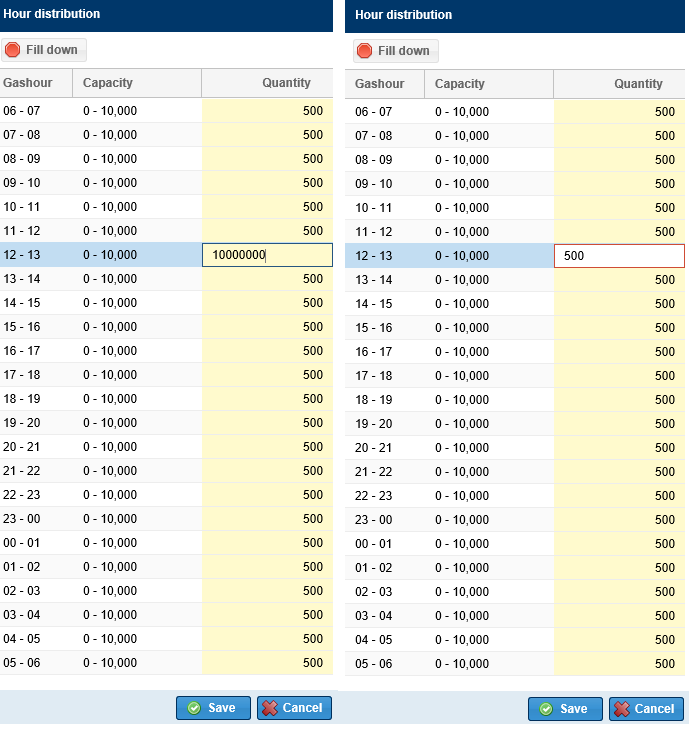 Hour distribution
Fill down
Gashour Capacity Quantity
06 - 07 0 - 10,000 500
07 - 08 0 - 10,000 500
08 - 09 0 - 10,000 500
09 - 10 0 - 10,000 500
10 - 11 0 - 10,000 500
11 - 12 0 - 10,000 500
12 - 13 0 - 10,000 10000000
13 - 14 0 - 10,000 500
14 - 15 0 - 10,000 500
15 - 16 0 - 10,000 500
16 - 17 0 - 10,000 500
17 - 18 0 - 10,000 500
18 - 19 0 - 10,000 500
19 - 20 0 - 10,000 500
20 - 21 0 - 10,000 500
21 - 22 0 - 10,000 500
22 - 23 0 - 10,000 500
23 - 00 0 - 10,000 500
00 - 01 0 - 10,000 500
01 - 02 0 - 10,000 500
02 - 03 0 - 10,000 500
03 - 04 0 - 10,000 500
04 - 05 0 - 10,000 500
05 - 06 0 - 10,000 500
Save Cancel
Hour distribution
Fill down
Gashour Capacity Quantity
06 - 07 0 - 10,000 500
07 - 08 0 - 10,000 500
08 - 09 0 - 10,000 500
09 - 10 0 - 10,000 500
10 - 11 0 - 10,000 500
11 - 12 0 - 10,000 500
12 - 13 0 - 10,000 500
13 - 14 0 - 10,000 500
14 - 15 0 - 10,000 500
15 - 16 0 - 10,000 500
16 - 17 0 - 10,000 500
17 - 18 0 - 10,000 500
18 - 19 0 - 10,000 500
19 - 20 0 - 10,000 500
20 - 21 0 - 10,000 500
21 - 22 0 - 10,000 500
22 - 23 0 - 10,000 500
23 - 00 0 - 10,000 500
00 - 01 0 - 10,000 500
01 - 02 0 - 10,000 500
02 - 03 0 - 10,000 500
03 - 04 0 - 10,000 500
04 - 05 0 - 10,000 500
05 - 06 0 - 10,000 500
Save Cancel